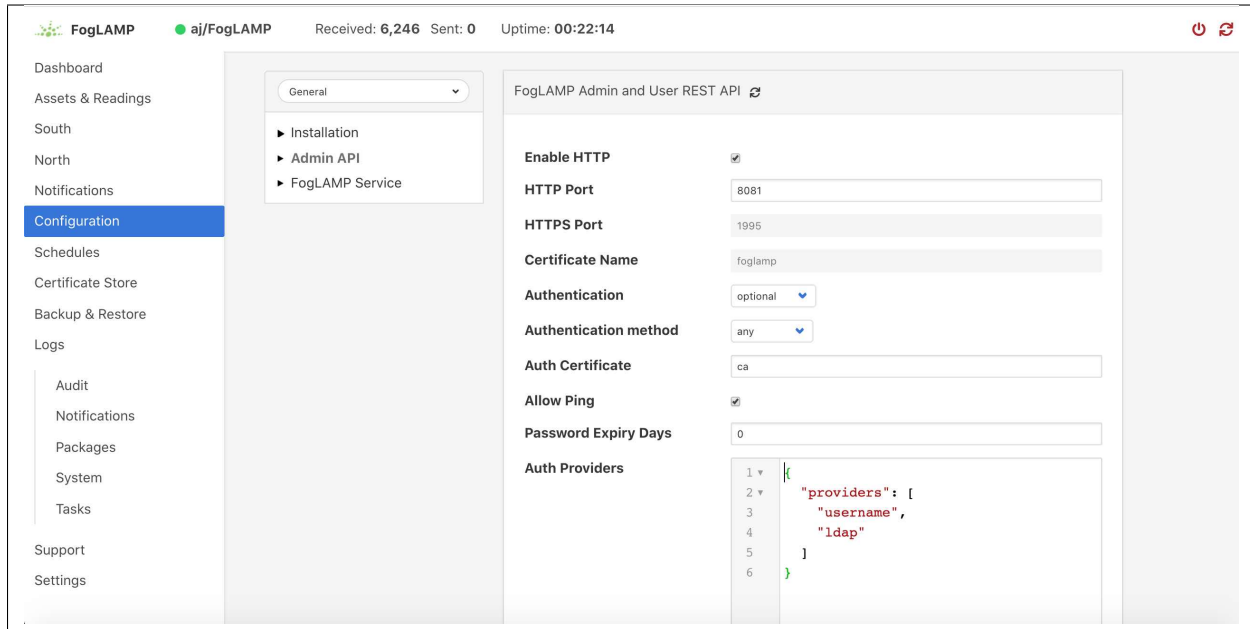 FogLAMP aj/FogLAMP Received: 6,246 Sent: 0 Uptime: 00:22:14
Dashboard
Assets & Readings
South
North
Notifications
Configuration
Schedules
Certificate Store
Backup & Restore
Logs
Audit
Notifications
Packages
System
Tasks
Support
Settings
General
Installation
Admin API
FogLAMP Service
FogLAMP Admin and User REST API
Enable HTTP
HTTP Port 8081
HTTPS Port 1995
Certificate Name foglamp
Authentication optional
Authentication method any
Auth Certificate ca
Allow Ping
Password Expiry Days 0
Auth Providers
1 {
2 "providers": [
3 "username",
4 "ldap"
5 ]
6 }